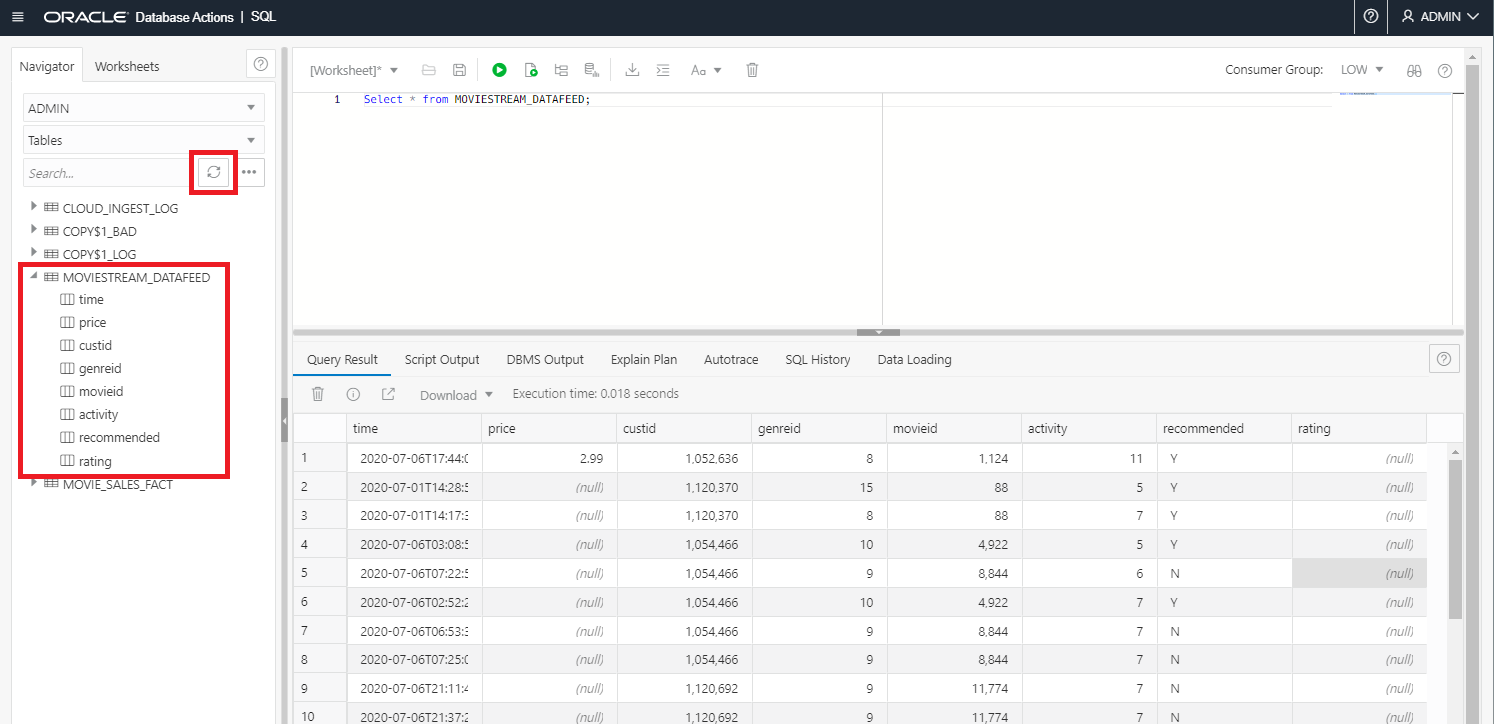 ORACLE Database Actions | SQL
ADMIN
Navigator
Worksheets
ADMIN
Tables
Search...
CLOUD_INGEST_LOG
COPY$1_BAD
COPY$1_LOG
MOVIESTREAM_DATAFEED
time
price
custid
genreid
movieid
activity
recommended
rating
MOVIE_SALES_FACT
[Worksheet]* Aa Consumer Group: LOW
1 Select * from MOVIESTREAM_DATAFEED;
Query Result Script Output DBMS Output Explain Plan Autotrace SQL History Data Loading
Download Execution time: 0.018 seconds
time price custid genreid movieid activity recommended rating
1 2020-07-06T17:44:0 2.99 1,052,636 8 1,124 11 Y (null)
2 2020-07-01T14:28:5 (null) 1,120,370 15 88 5 Y (null)
3 2020-07-01T14:17:3 (null) 1,120,370 8 88 7 Y (null)
4 2020-07-06T03:08:5 (null) 1,054,466 10 4,922 5 Y (null)
5 2020-07-06T07:22:5 (null) 1,054,466 9 8,844 6 N (null)
6 2020-07-06T02:52:2 (null) 1,054,466 10 4,922 7 Y (null)
7 2020-07-06T06:53:3 (null) 1,054,466 9 8,844 7 N (null)
8 2020-07-06T07:25:0 (null) 1,054,466 9 8,844 7 N (null)
9 2020-07-06T21:11:4 (null) 1,120,692 9 11,774 7 N (null)
10 2020-07-06T21:37:2 (null) 1,120,692 9 11,774 7 N (null)